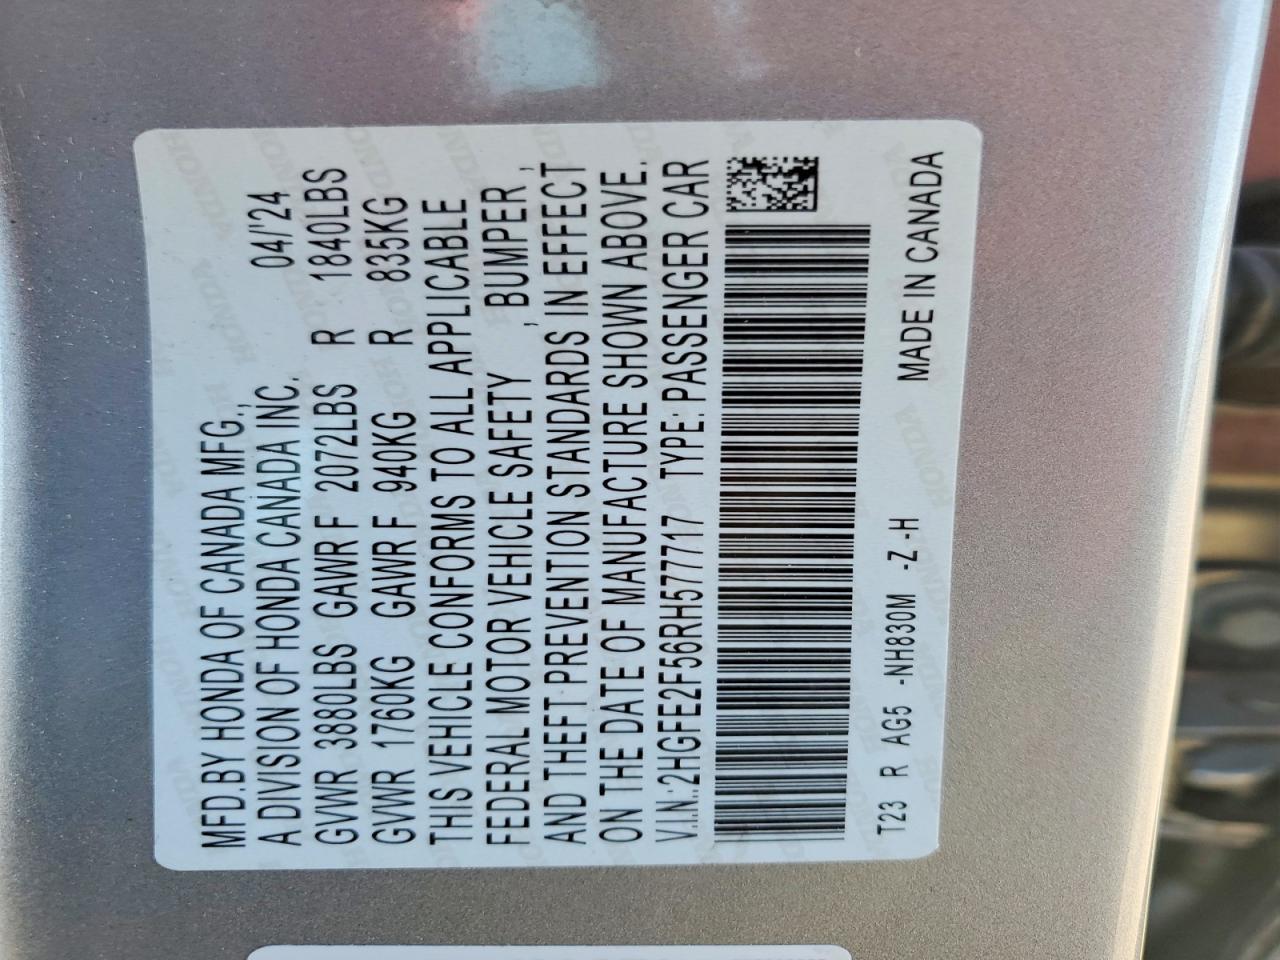 MFD.BY HONDA OF CANADA MFG.,
A DIVISION OF HONDA CANADA INC. 04/'24
GVWR 3880LBS GAWR F 2072LBS R 1840LBS
GVWR 1760KG GAWR F 940KG R 835KG
THIS VEHICLE CONFORMS TO ALL APPLICABLE
FEDERAL MOTOR VEHICLE SAFETY , BUMPER ,
AND THEFT PREVENTION STANDARDS IN EFFECT
ON THE DATE OF MANUFACTURE SHOWN ABOVE.
V.I.N.:2HGFE2F56RH577717 TYPE: PASSENGER CAR
T23 R AG5 -NH830M -Z -H MADE IN CANADA